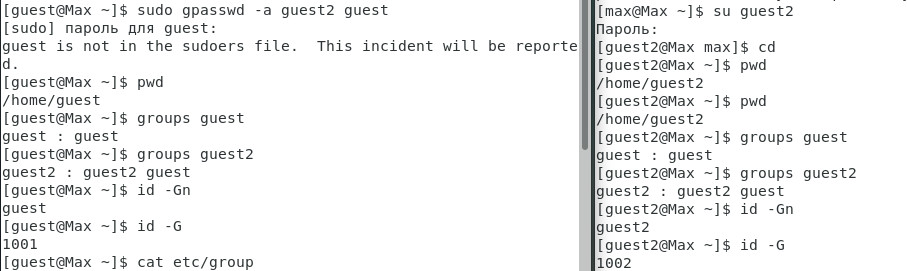 [guest@Max ~]$ sudo gpasswd -a guest2 guest
[sudo] пароль для guest:
guest is not in the sudoers file.  This incident will be reporte
d.
[guest@Max ~]$ pwd
/home/guest
[guest@Max ~]$ groups guest
guest : guest
[guest@Max ~]$ groups guest2
guest2 : guest2 guest
[guest@Max ~]$ id -Gn
guest
[guest@Max ~]$ id -G
1001
[guest@Max ~]$ cat etc/group
[max@Max ~]$ su guest2
Пароль:
[guest2@Max max]$ cd
[guest2@Max ~]$ pwd
/home/guest2
[guest2@Max ~]$ pwd
/home/guest2
[guest2@Max ~]$ groups guest
guest : guest
[guest2@Max ~]$ groups guest2
guest2 : guest2 guest
[guest2@Max ~]$ id -Gn
guest2
[guest2@Max ~]$ id -G
1002